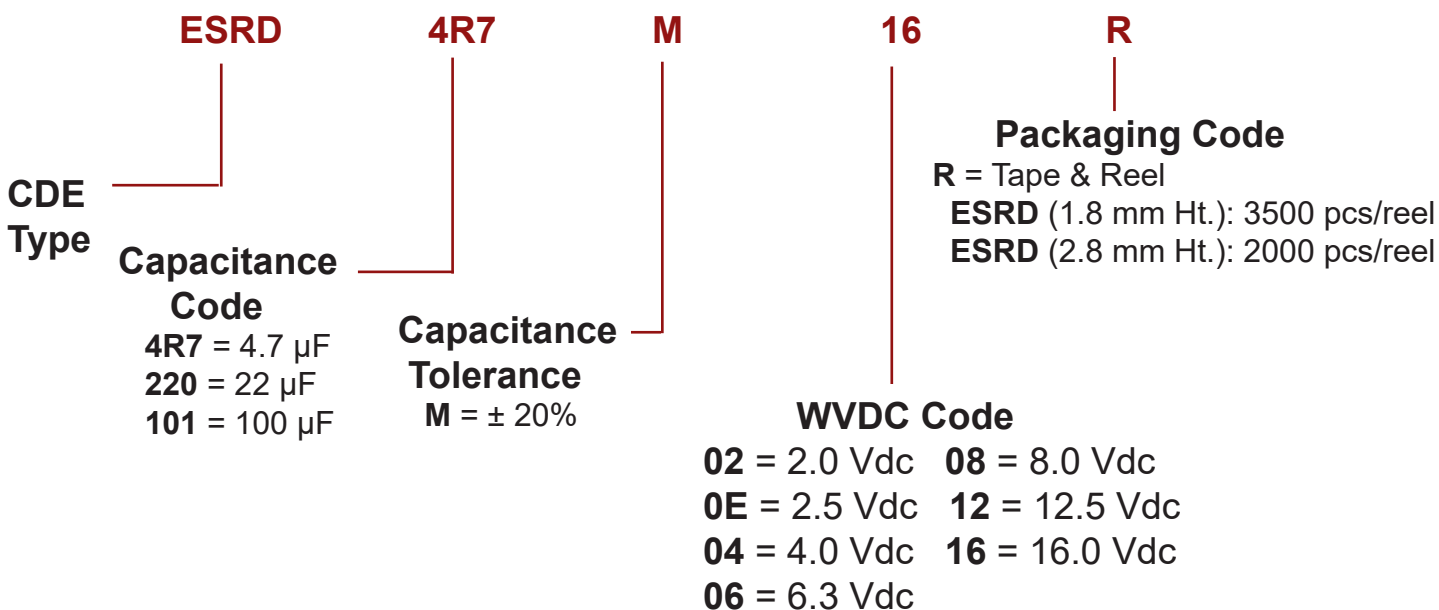 ESRD 4R7 M 16 R
CDE
Type
Capacitance
Code
4R7 = 4.7 µF
220 = 22 µF
101 = 100 µF
Capacitance
Tolerance
M = ± 20%
WVDC Code
02 = 2.0 Vdc 08 = 8.0 Vdc
0E = 2.5 Vdc 12 = 12.5 Vdc
04 = 4.0 Vdc 16 = 16.0 Vdc
06 = 6.3 Vdc
Packaging Code
R = Tape & Reel
ESRD (1.8 mm Ht.): 3500 pcs/reel
ESRD (2.8 mm Ht.): 2000 pcs/reel